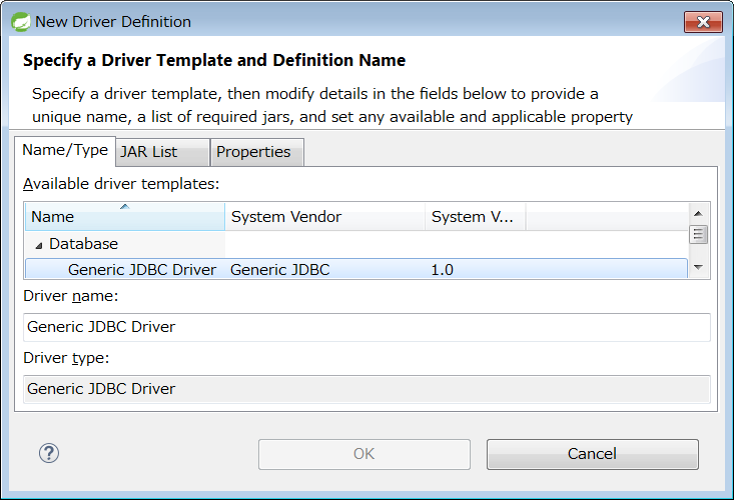 New Driver Definition
Specify a Driver Template and Definition Name
Specify a driver template, then modify details in the fields below to provide a
unique name, a list of required jars, and set any available and applicable property
Name/Type JAR List Properties
Available driver templates:
Name System Vendor System V...
Database
Generic JDBC Driver Generic JDBC 1.0
Driver name:
Generic JDBC Driver
Driver type:
Generic JDBC Driver
? OK Cancel